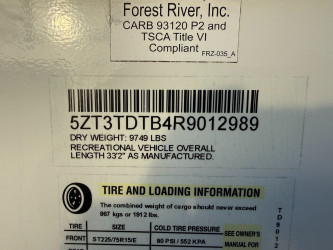 Forest River, Inc.
CARB 93120 P2 and
TSCA Title VI
Compliant FRZ-035_A
5ZT3TDTB4R9012989
DRY WEIGHT: 9749 LBS
RECREATIONAL VEHICLE OVERALL
LENGTH 33'2" AS MANUFACTURED.
TIRE AND LOADING INFORMATION
The combined weight of cargo should never exceed
867 kgs or 1912 lbs.
TIRE SIZE COLD TIRE PRESSURE
SEE OWNER'S
MANUAL FOR
FRONT ST225/75R15/E 80 PSI / 552 KPA
TD9012